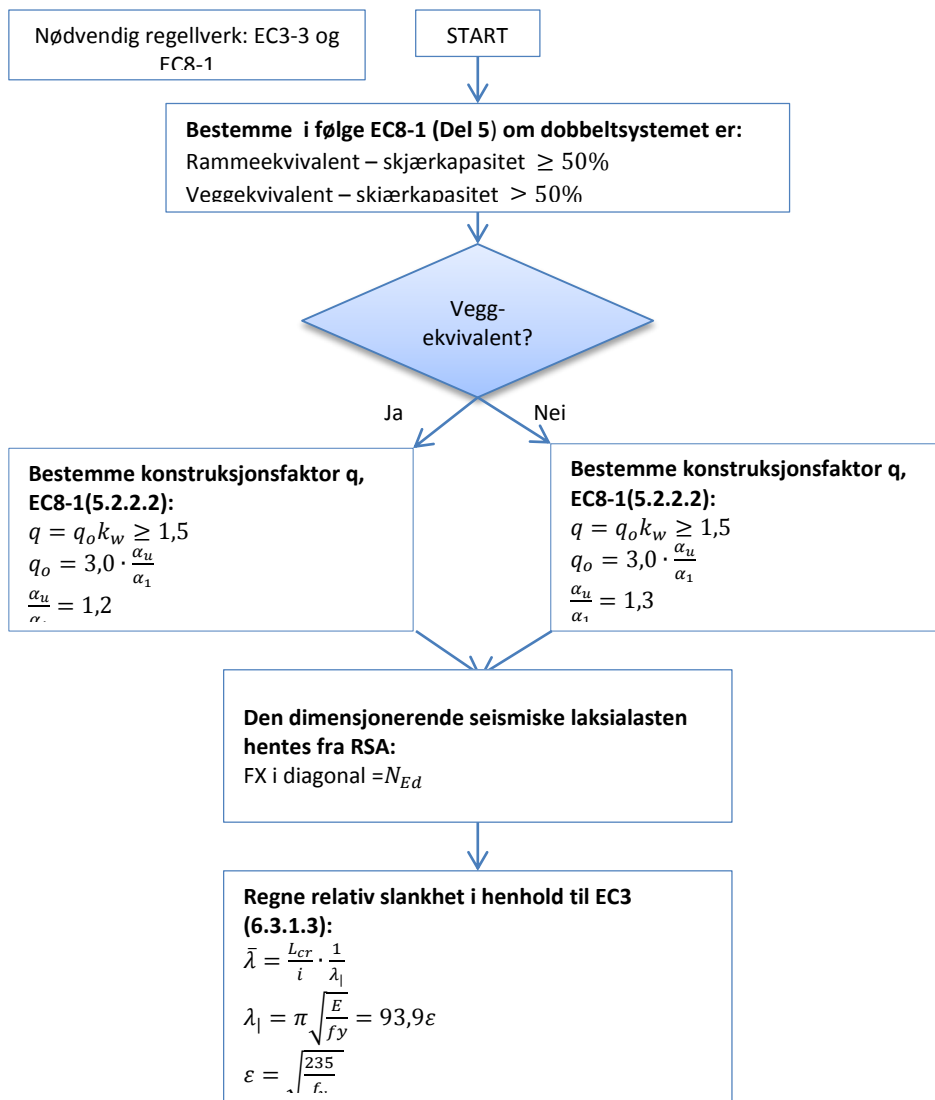 Nødvendig regellverk: EC3-3 og
EC8-1
START
Bestemme i følge EC8-1 (Del 5) om dobbeltsystemet er:
Rammeekvivalent – skjærkapasitet ≥ 50%
Veggekvivalent – skjærkapasitet > 50%
Vegg-
ekvivalent?
Ja
Nei
Bestemme konstruksjonsfaktor q,
EC8-1(5.2.2.2):
q = q_o k_w ≥ 1,5
q_o = 3,0 · α_u/α_1
α_u/α_1 = 1,2
Bestemme konstruksjonsfaktor q,
EC8-1(5.2.2.2):
q = q_o k_w ≥ 1,5
q_o = 3,0 · α_u/α_1
α_u/α_1 = 1,3
Den dimensjonerende seismiske laksialasten
hentes fra RSA:
FX i diagonal =N_Ed
Regne relativ slankhet i henhold til EC3
(6.3.1.3):
λ̄ = L_cr/i · 1/λ_|
λ_| = π√(E/fy) = 93,9ε
ε = √(235/f_y)